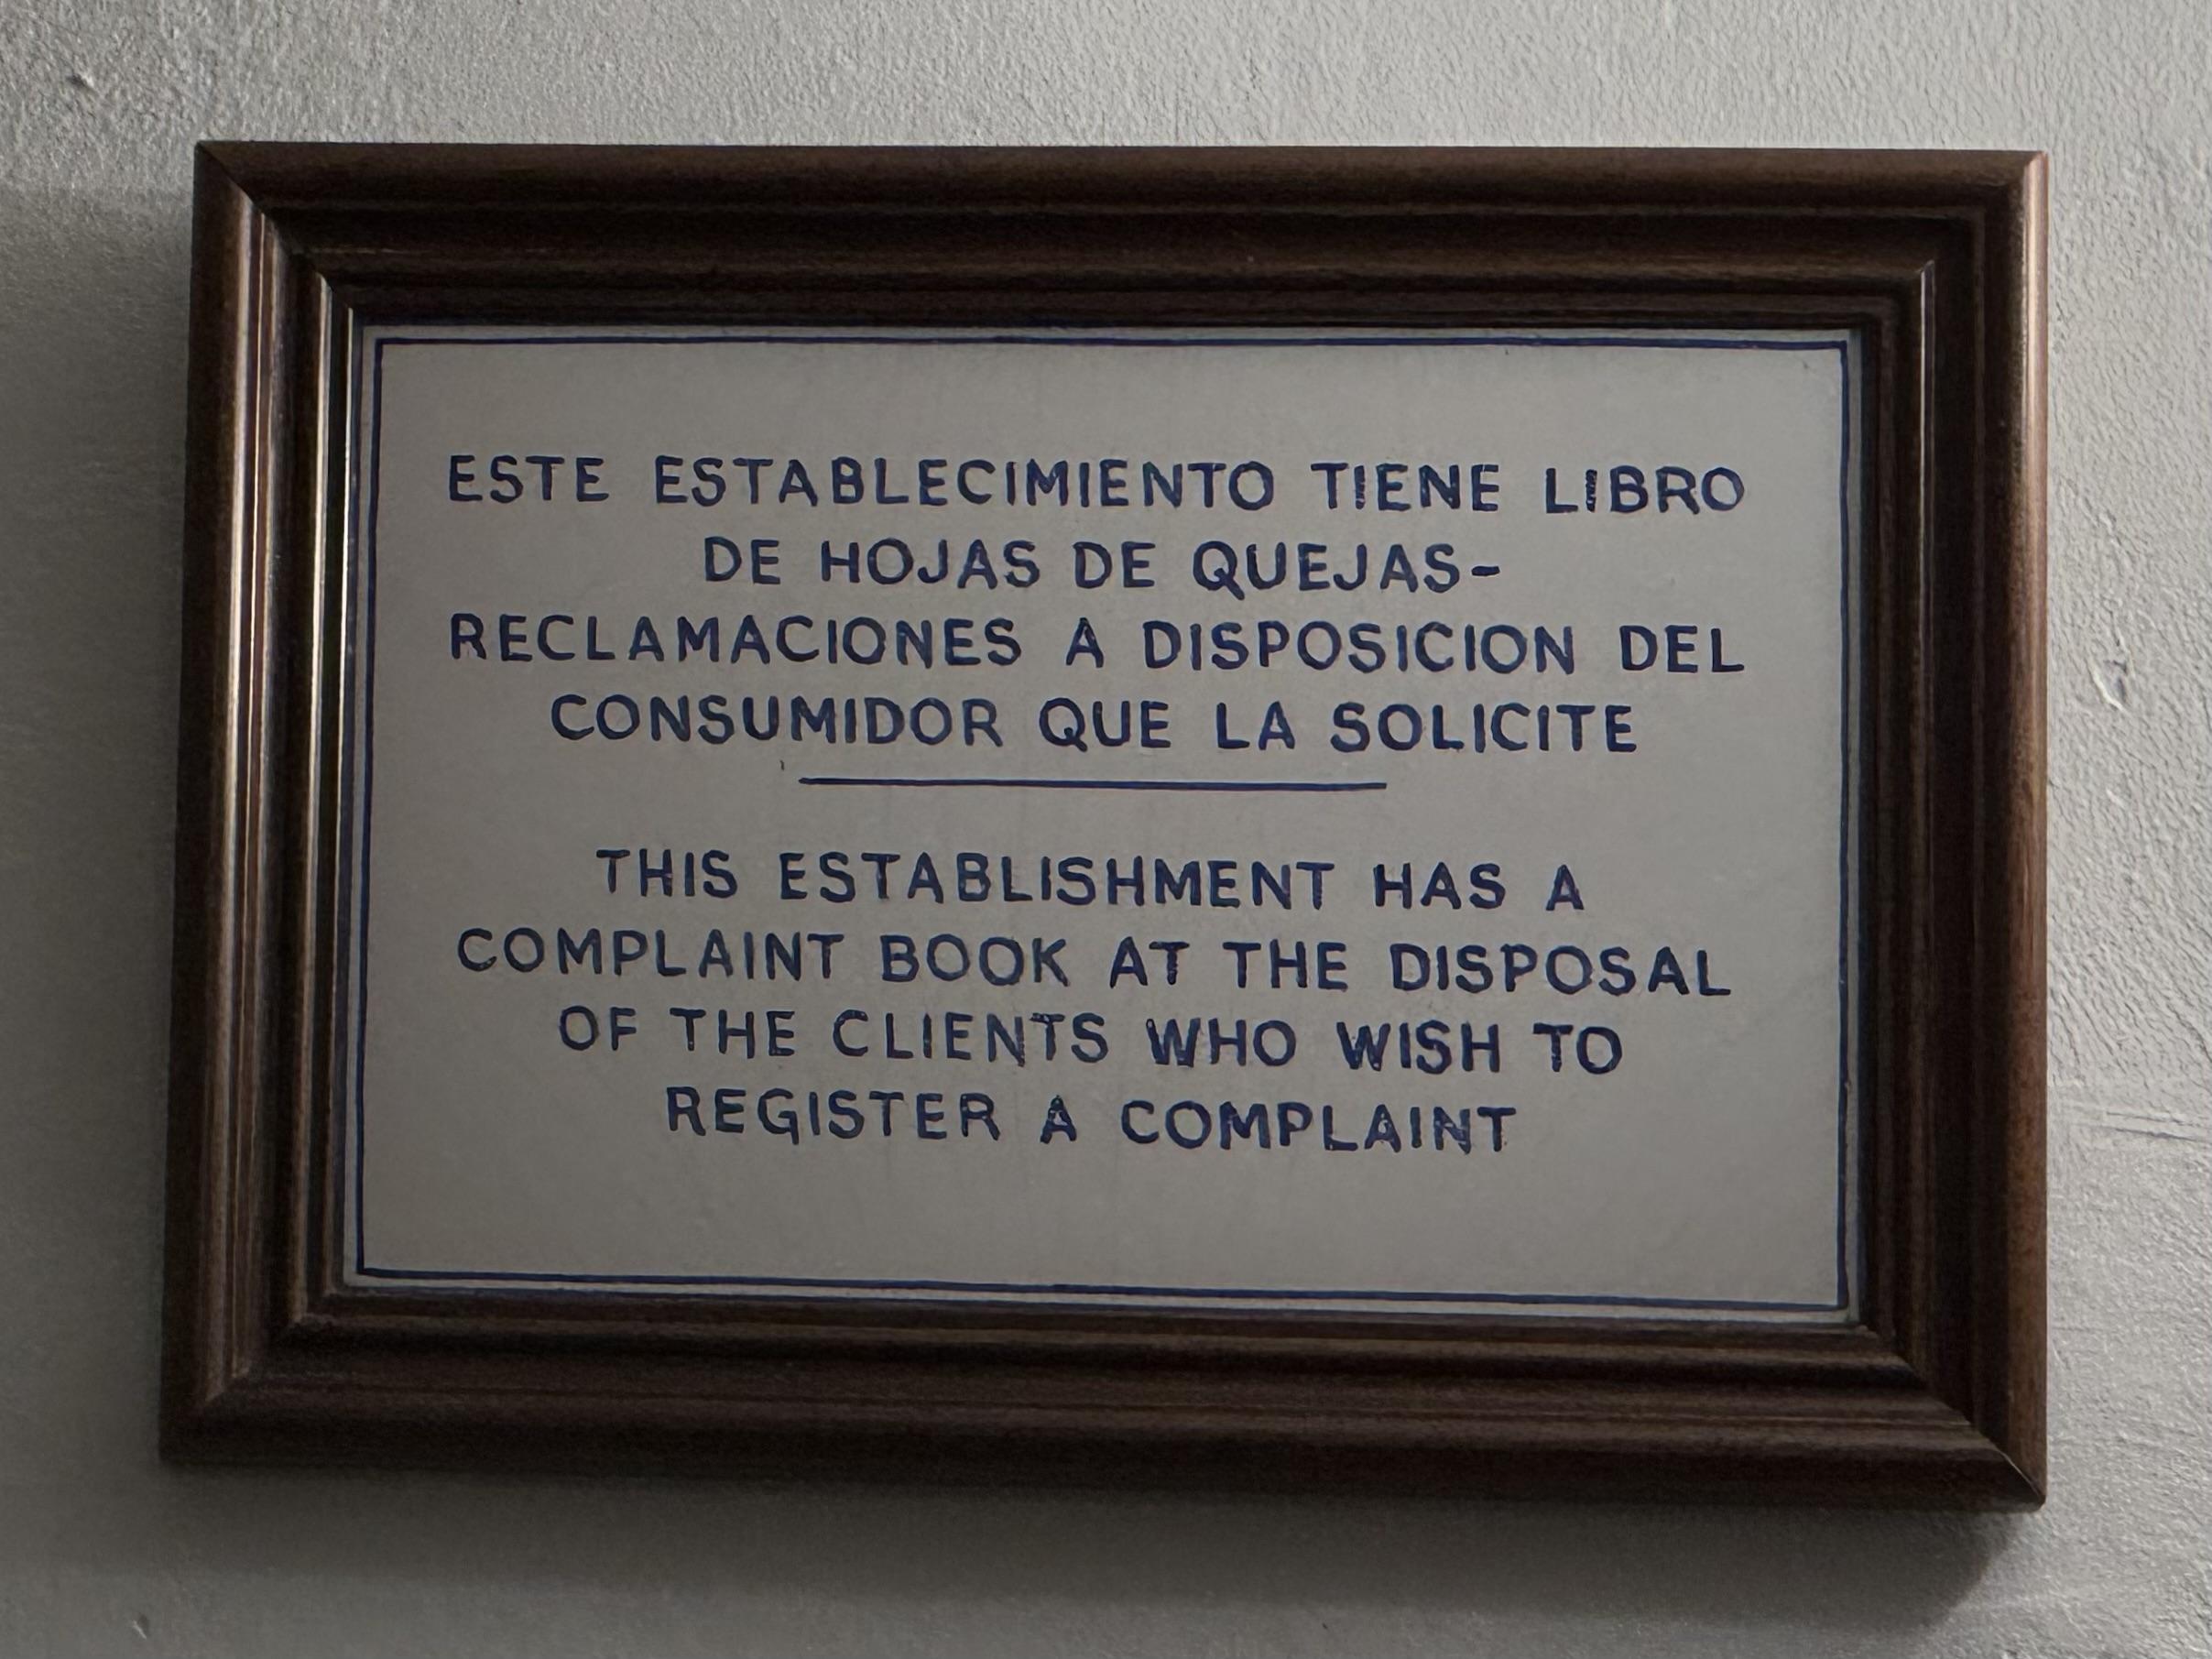 ESTE ESTABLECIMIENTO TIENE LIBRO
DE HOJAS DE QUEJAS-
RECLAMACIONES A DISPOSICION DEL
CONSUMIDOR QUE LA SOLICITE
THIS ESTABLISHMENT HAS A
COMPLAINT BOOK AT THE DISPOSAL
OF THE CLIENTS WHO WISH TO
REGISTER A COMPLAINT